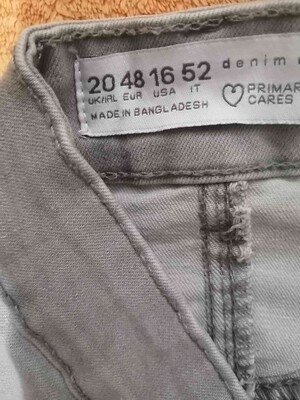 20 48 16 52 denim
UK/IRL EUR USA IT
MADE IN BANGLADESH
PRIMAR
CARES